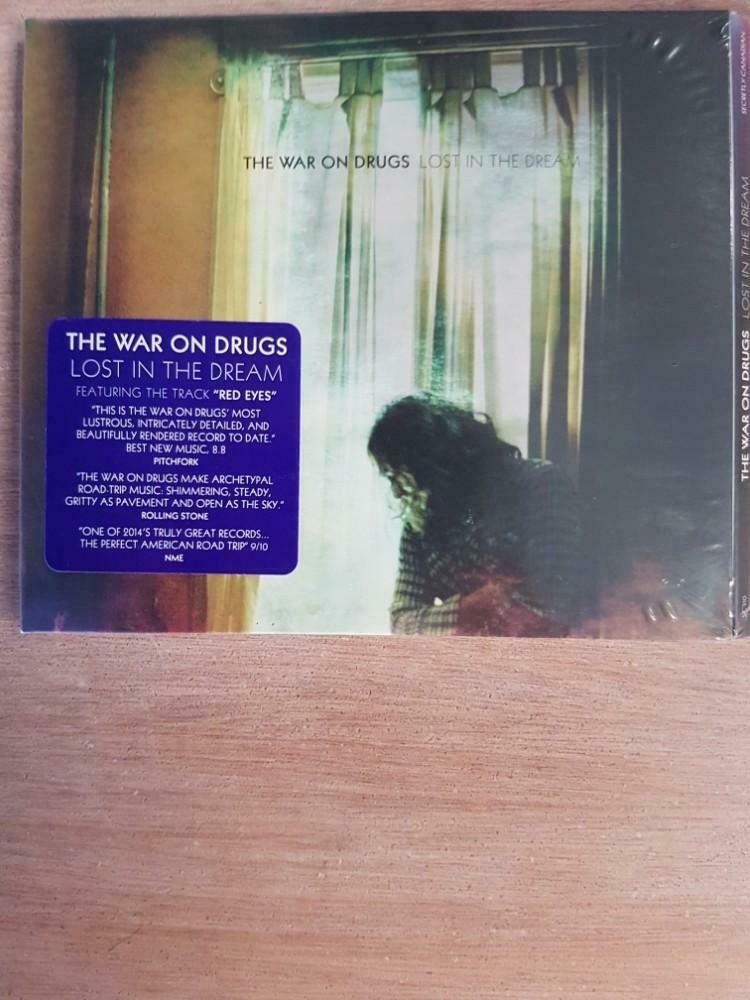 THE WAR ON DRUGS LOST IN THE DREAM
THE WAR ON DRUGS
LOST IN THE DREAM
FEATURING THE TRACK "RED EYES"
"THIS IS THE WAR ON DRUGS' MOST
LUSTROUS, INTRICATELY DETAILED, AND
BEAUTIFULLY RENDERED RECORD TO DATE."
BEST NEW MUSIC, 8.8
PITCHFORK
"THE WAR ON DRUGS MAKE ARCHETYPAL
ROAD-TRIP MUSIC: SHIMMERING, STEADY,
GRITTY AS PAVEMENT AND OPEN AS THE SKY."
ROLLING STONE
"ONE OF 2014'S TRULY GREAT RECORDS...
THE PERFECT AMERICAN ROAD TRIP" 9/10
NME
THE WAR ON DRUGS LOST IN THE DREAM
SECRETLY CANADIAN